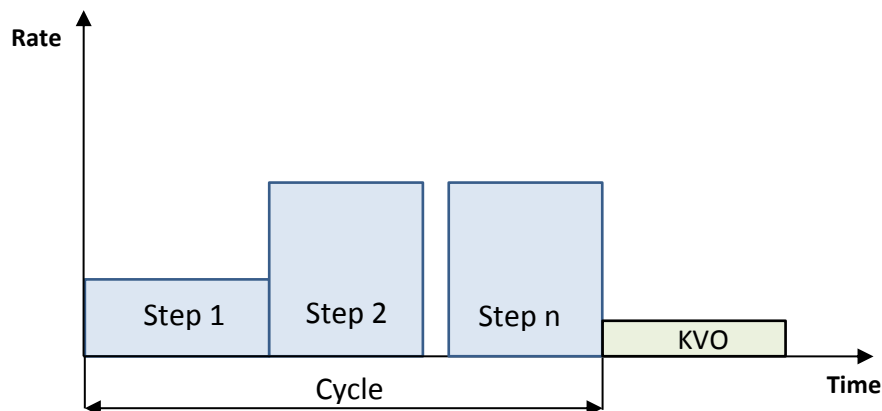 Rate
Step 1
Step 2
Step n
KVO
Cycle
Time